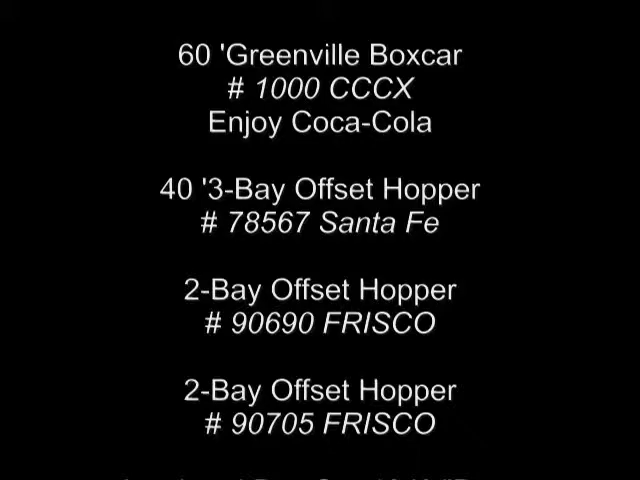 60 'Greenville Boxcar
# 1000 CCCX
Enjoy Coca-Cola
40 '3-Bay Offset Hopper
# 78567 Santa Fe
2-Bay Offset Hopper
# 90690 FRISCO
2-Bay Offset Hopper
# 90705 FRISCO